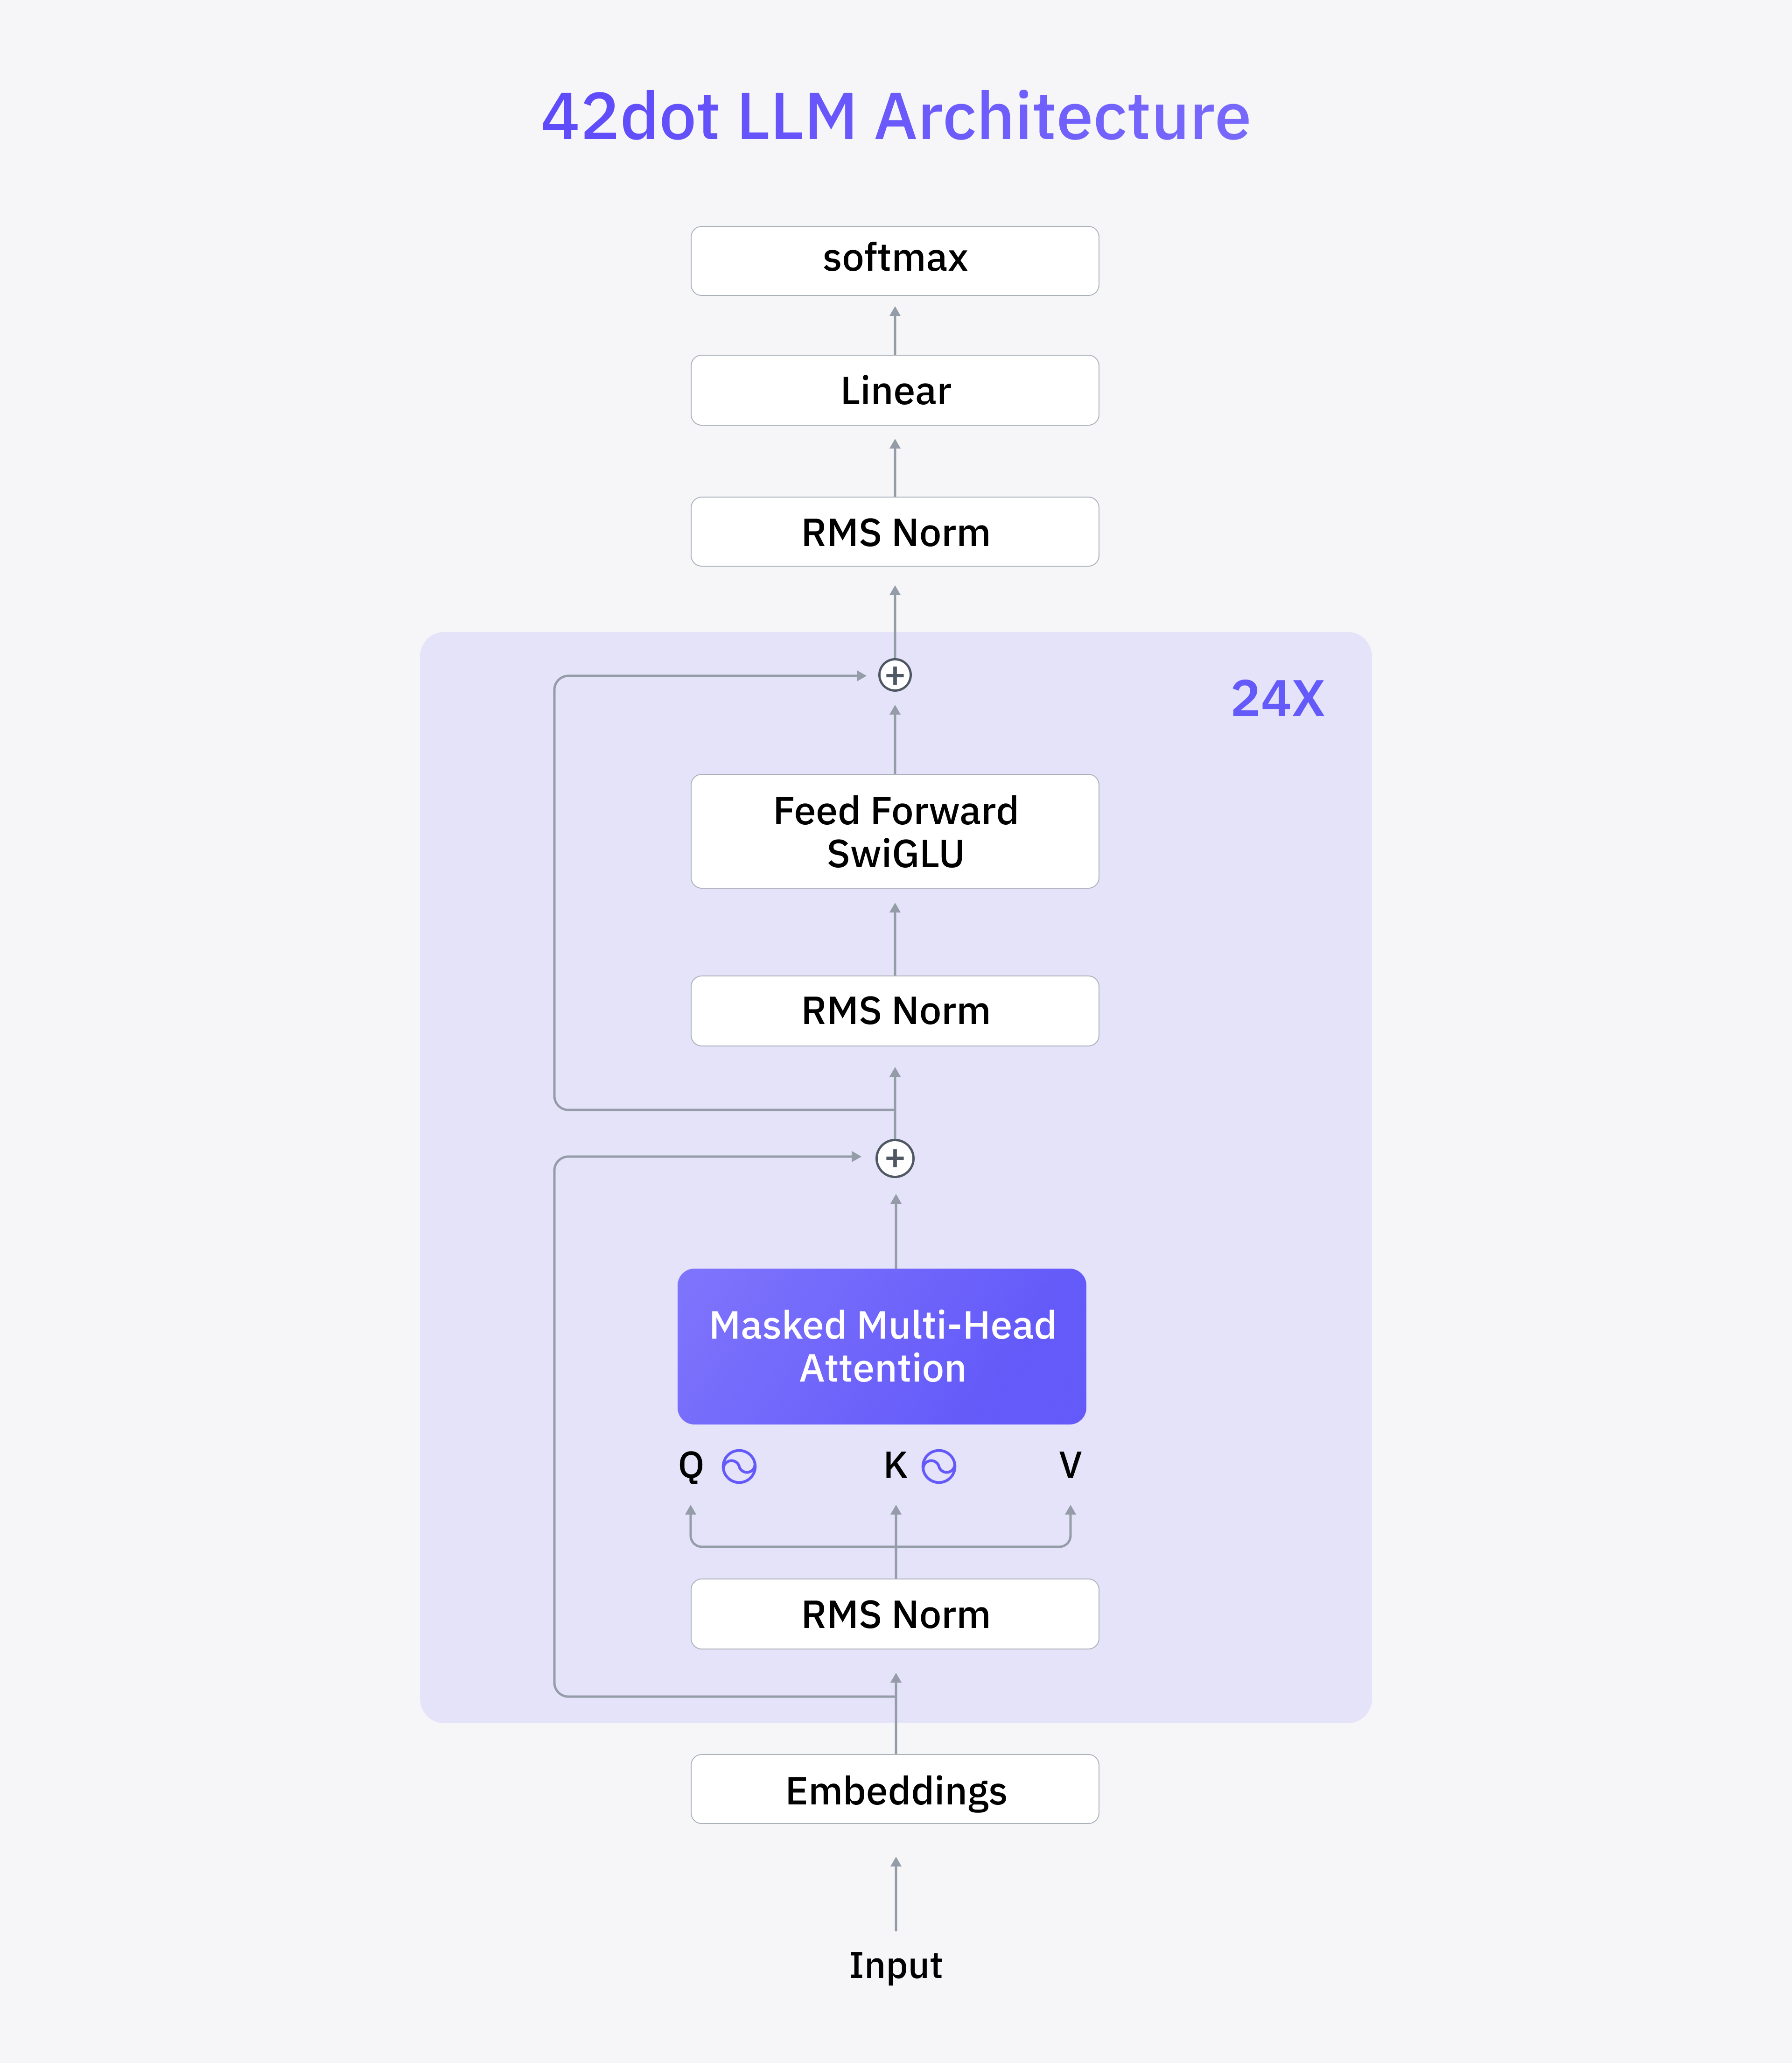 42dot LLM Architecture
softmax
Linear
RMS Norm
24X
Feed Forward
SwiGLU
RMS Norm
Masked Multi-Head
Attention
Q K V
RMS Norm
Embeddings
Input